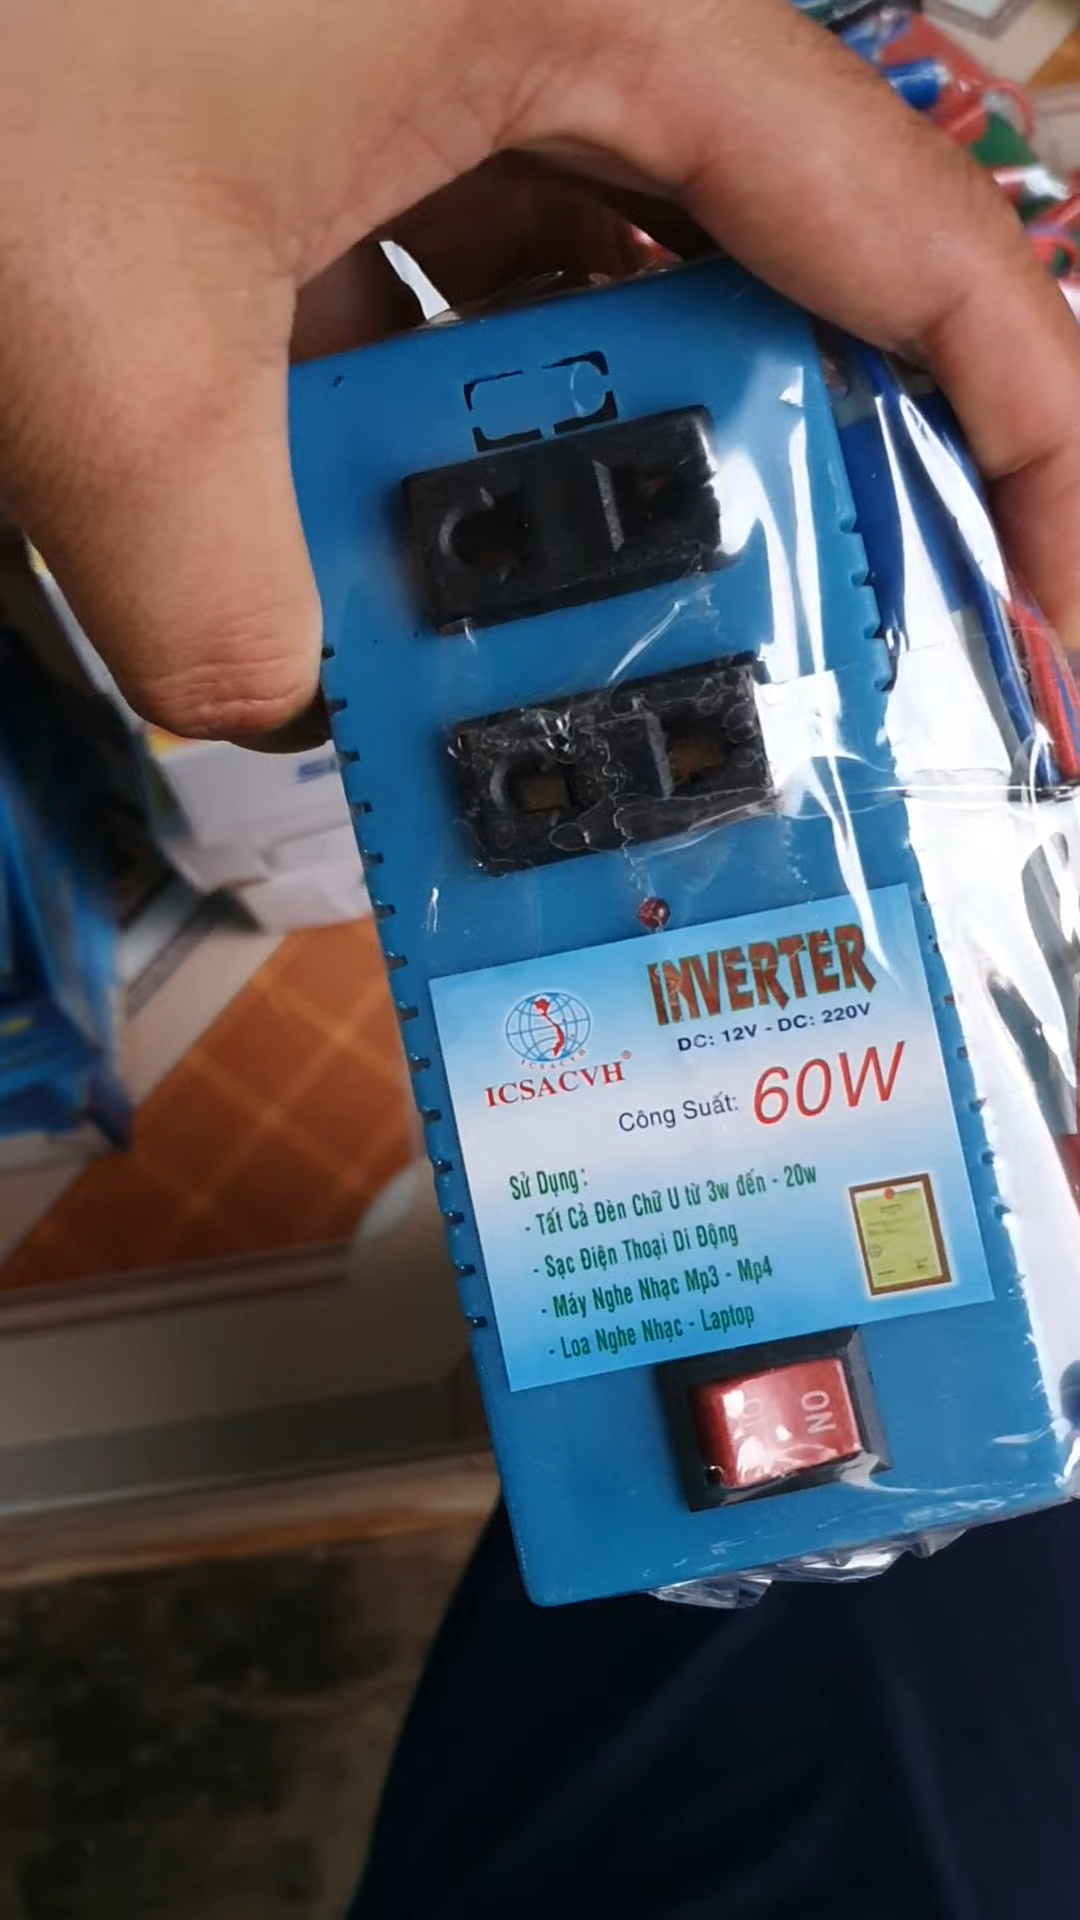 INVERTER
DC: 12V - DC: 220V
ICSACVH®
Công Suất: 60W
Sử Dụng:
- Tất Cả Đèn Chữ U từ 3w đến - 20w
- Sạc Điện Thoại Di Động
- Máy Nghe Nhạc Mp3 - Mp4
- Loa Nghe Nhạc - Laptop
ON